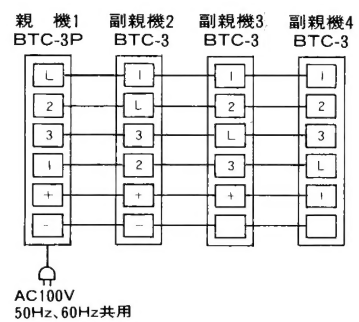 親 機1 副親機2 副親機3 副親機4
BTC-3P BTC-3 BTC-3 BTC-3
L 1 1 1
2 L 2 2
3 3 L 3
1 2 3 L
+ + + 1
− −
AC100V
50Hz、60Hz共用